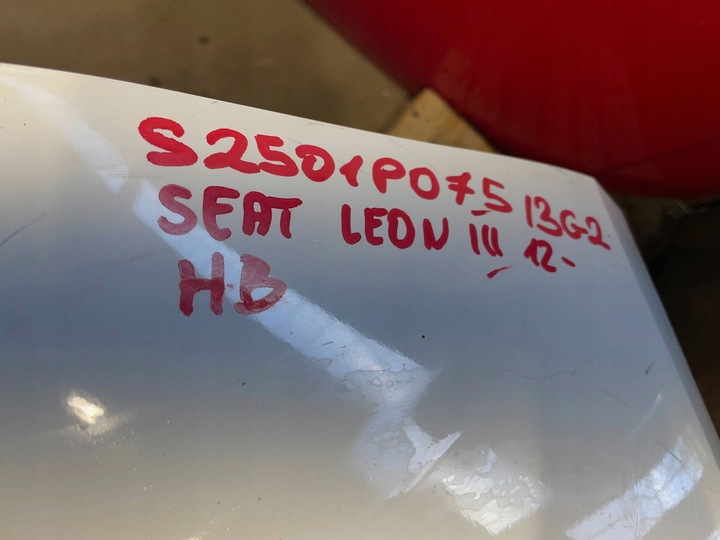 S2501P075 13G2
SEAT LEON III 12-
HB